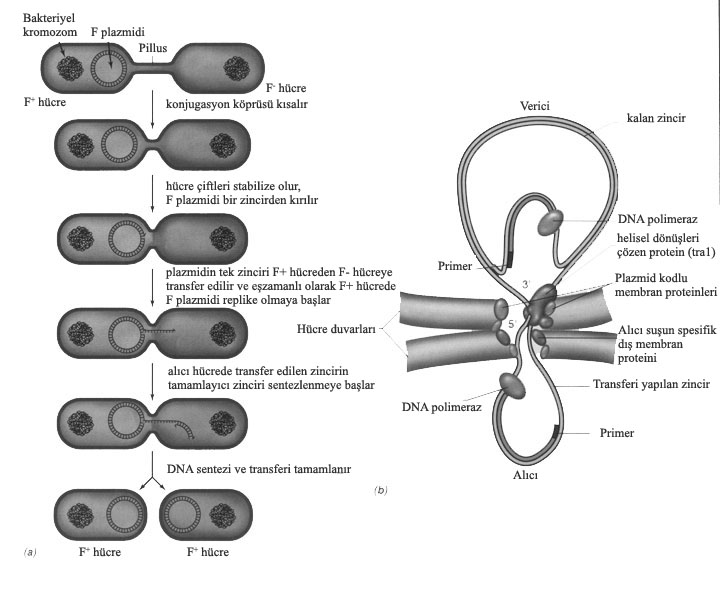 Bakteriyel
kromozom
F plazmidi
Pillus
F⁺ hücre
F⁻ hücre
konjugasyon köprüsü kısalır
hücre çiftleri stabilize olur,
F plazmidi bir zincirden kırılır
plazmidin tek zinciri F+ hücreden F- hücreye
transfer edilir ve eşzamanlı olarak F+ hücrede
F plazmidi replike olmaya başlar
alıcı hücrede transfer edilen zincirin
tamamlayıcı zinciri sentezlenmeye başlar
DNA sentezi ve transferi tamamlanır
(a)
F⁺ hücre
F⁺ hücre
Verici
kalan zincir
DNA polimeraz
helisel dönüşleri
çözen protein (tra1)
Primer
3'
Plazmid kodlu
membran proteinleri
Hücre duvarları
5'
Alıcı suşun spesifik
dış membran
proteini
Transferi yapılan zincir
DNA polimeraz
Primer
Alıcı
(b)